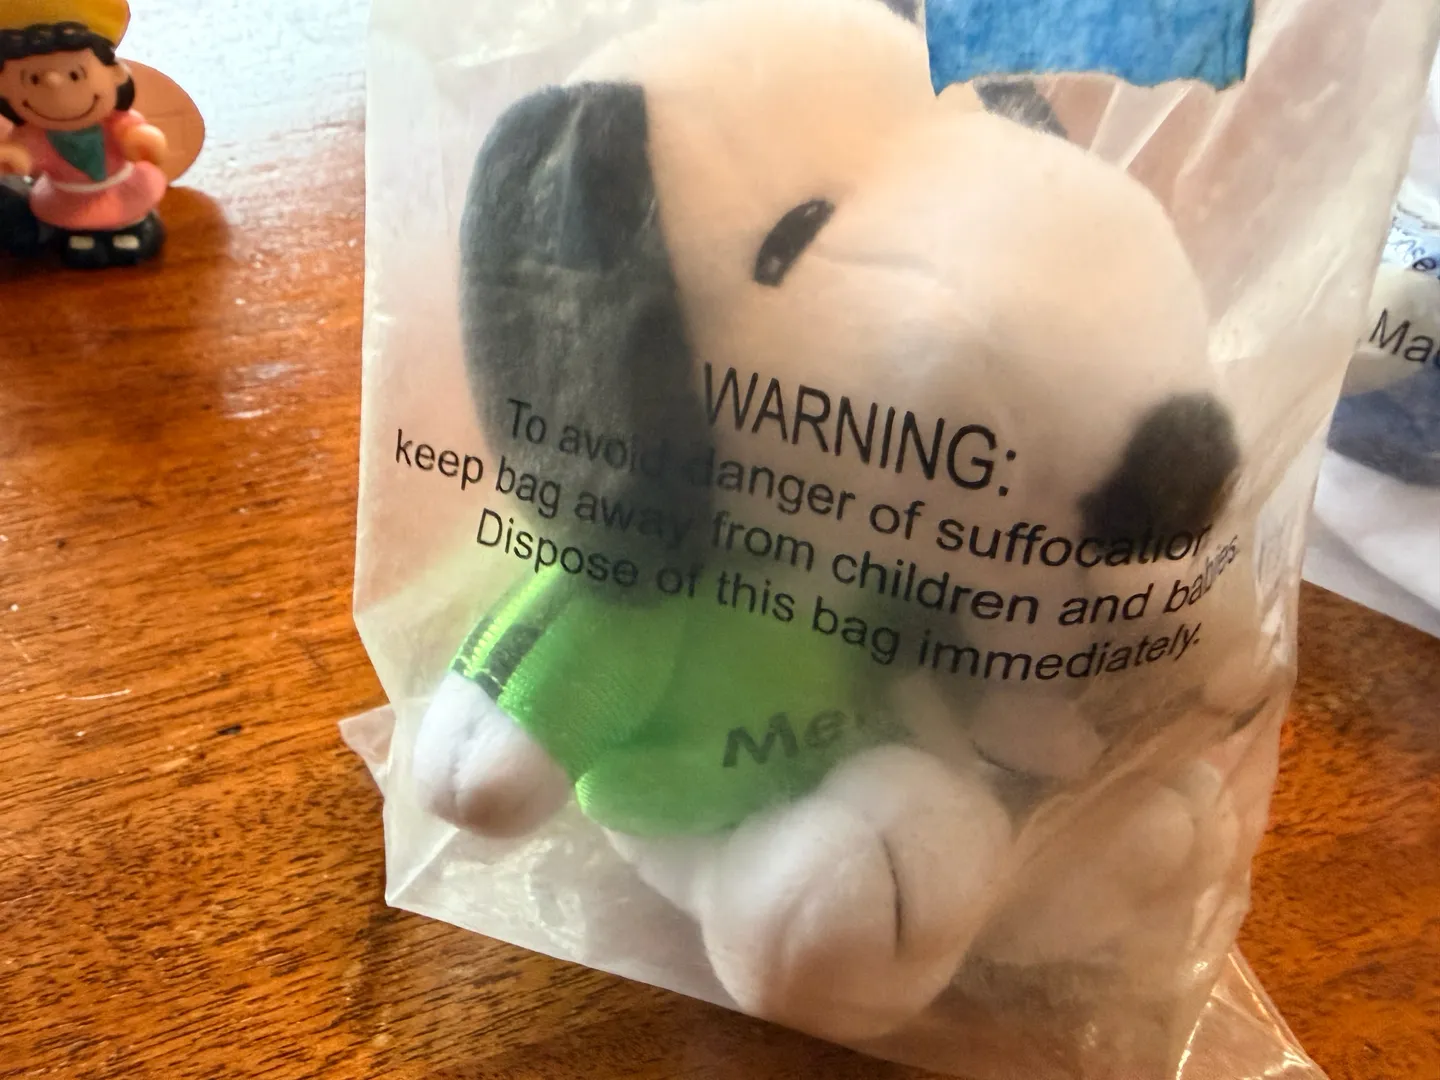 WARNING:
To avoid danger of suffocation
keep bag away from children and babies.
Dispose of this bag immediately.